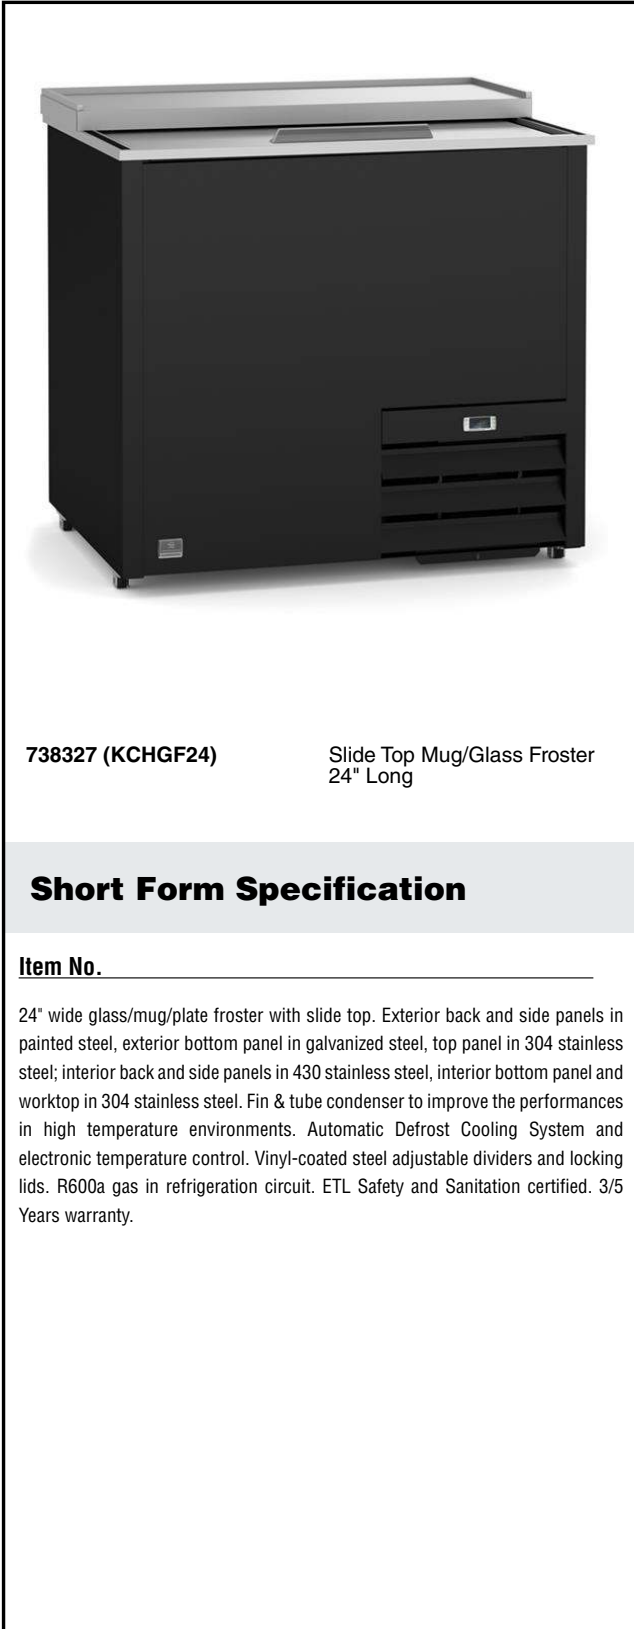 738327 (KCHGF24)
Slide Top Mug/Glass Froster
24" Long
Short Form Specification
Item No.
24" wide glass/mug/plate froster with slide top. Exterior back and side panels in
painted steel, exterior bottom panel in galvanized steel, top panel in 304 stainless
steel; interior back and side panels in 430 stainless steel, interior bottom panel and
worktop in 304 stainless steel. Fin & tube condenser to improve the performances
in high temperature environments. Automatic Defrost Cooling System and
electronic temperature control. Vinyl-coated steel adjustable dividers and locking
lids. R600a gas in refrigeration circuit. ETL Safety and Sanitation certified. 3/5
Years warranty.